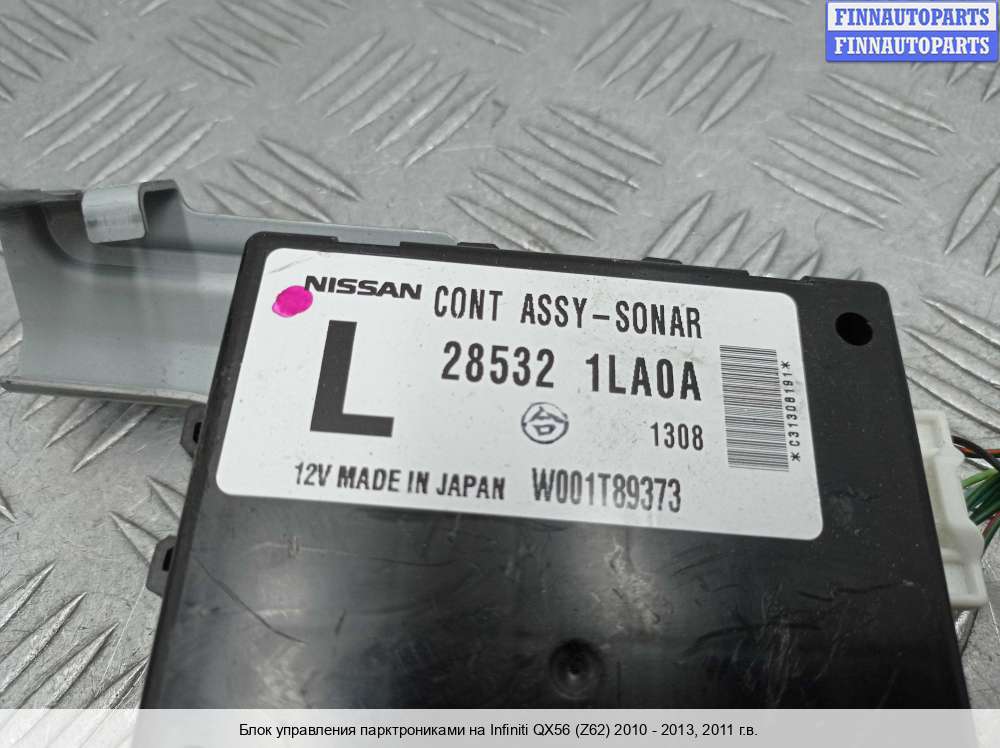 FINNAUTOPARTS
FINNAUTOPARTS
NISSAN CONT ASSY-SONAR
L
28532 1LA0A
1308
*C31308191*
12V MADE IN JAPAN W001T89373
Блок управления парктрониками на Infiniti QX56 (Z62) 2010 - 2013, 2011 г.в.